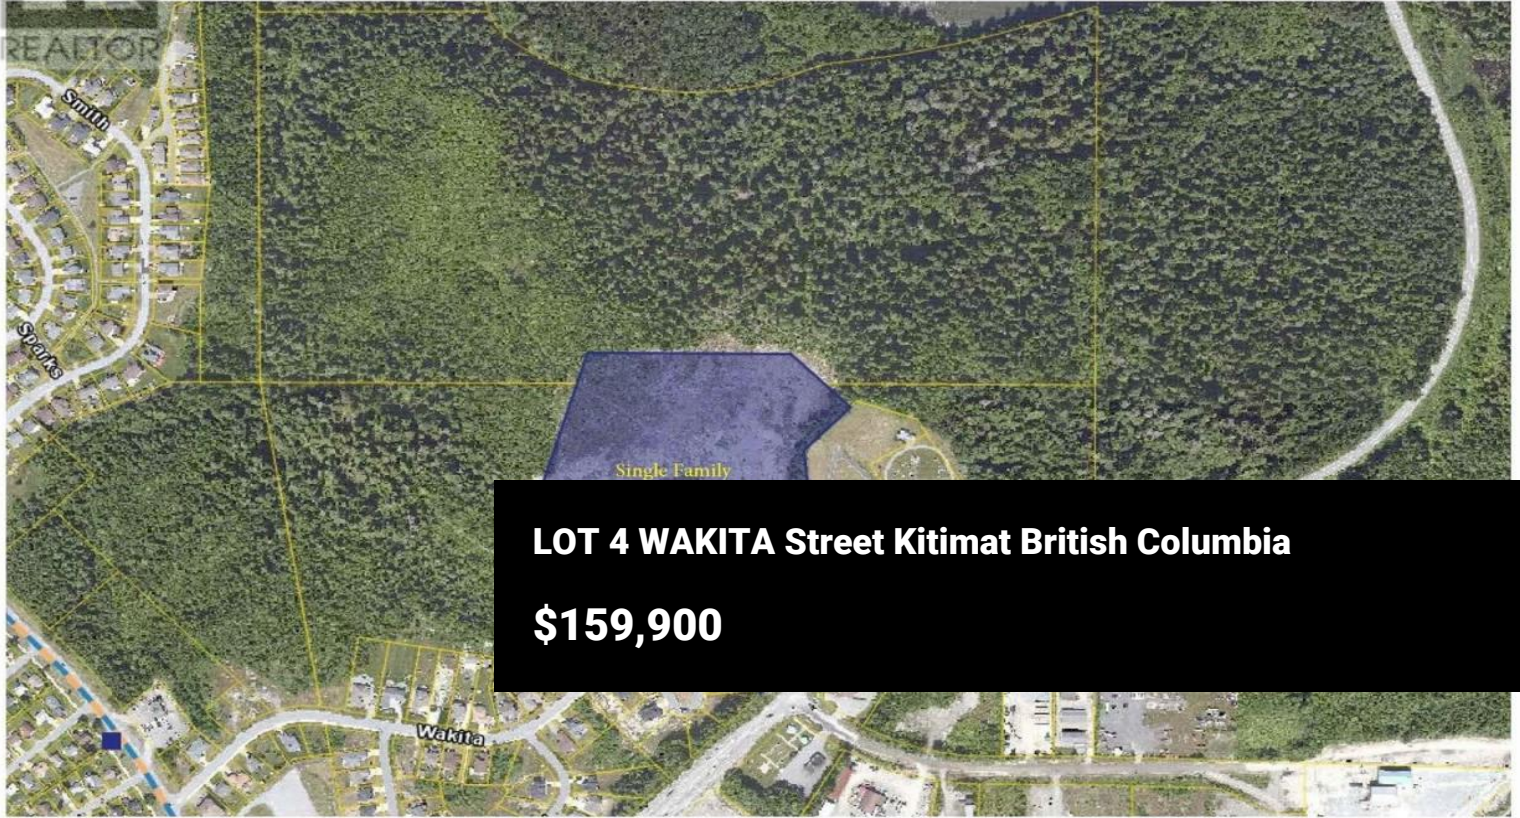 REALTOR
Smith
Sparks
Single Family
LOT 4 WAKITA Street Kitimat British Columbia
$159,900
Wakita